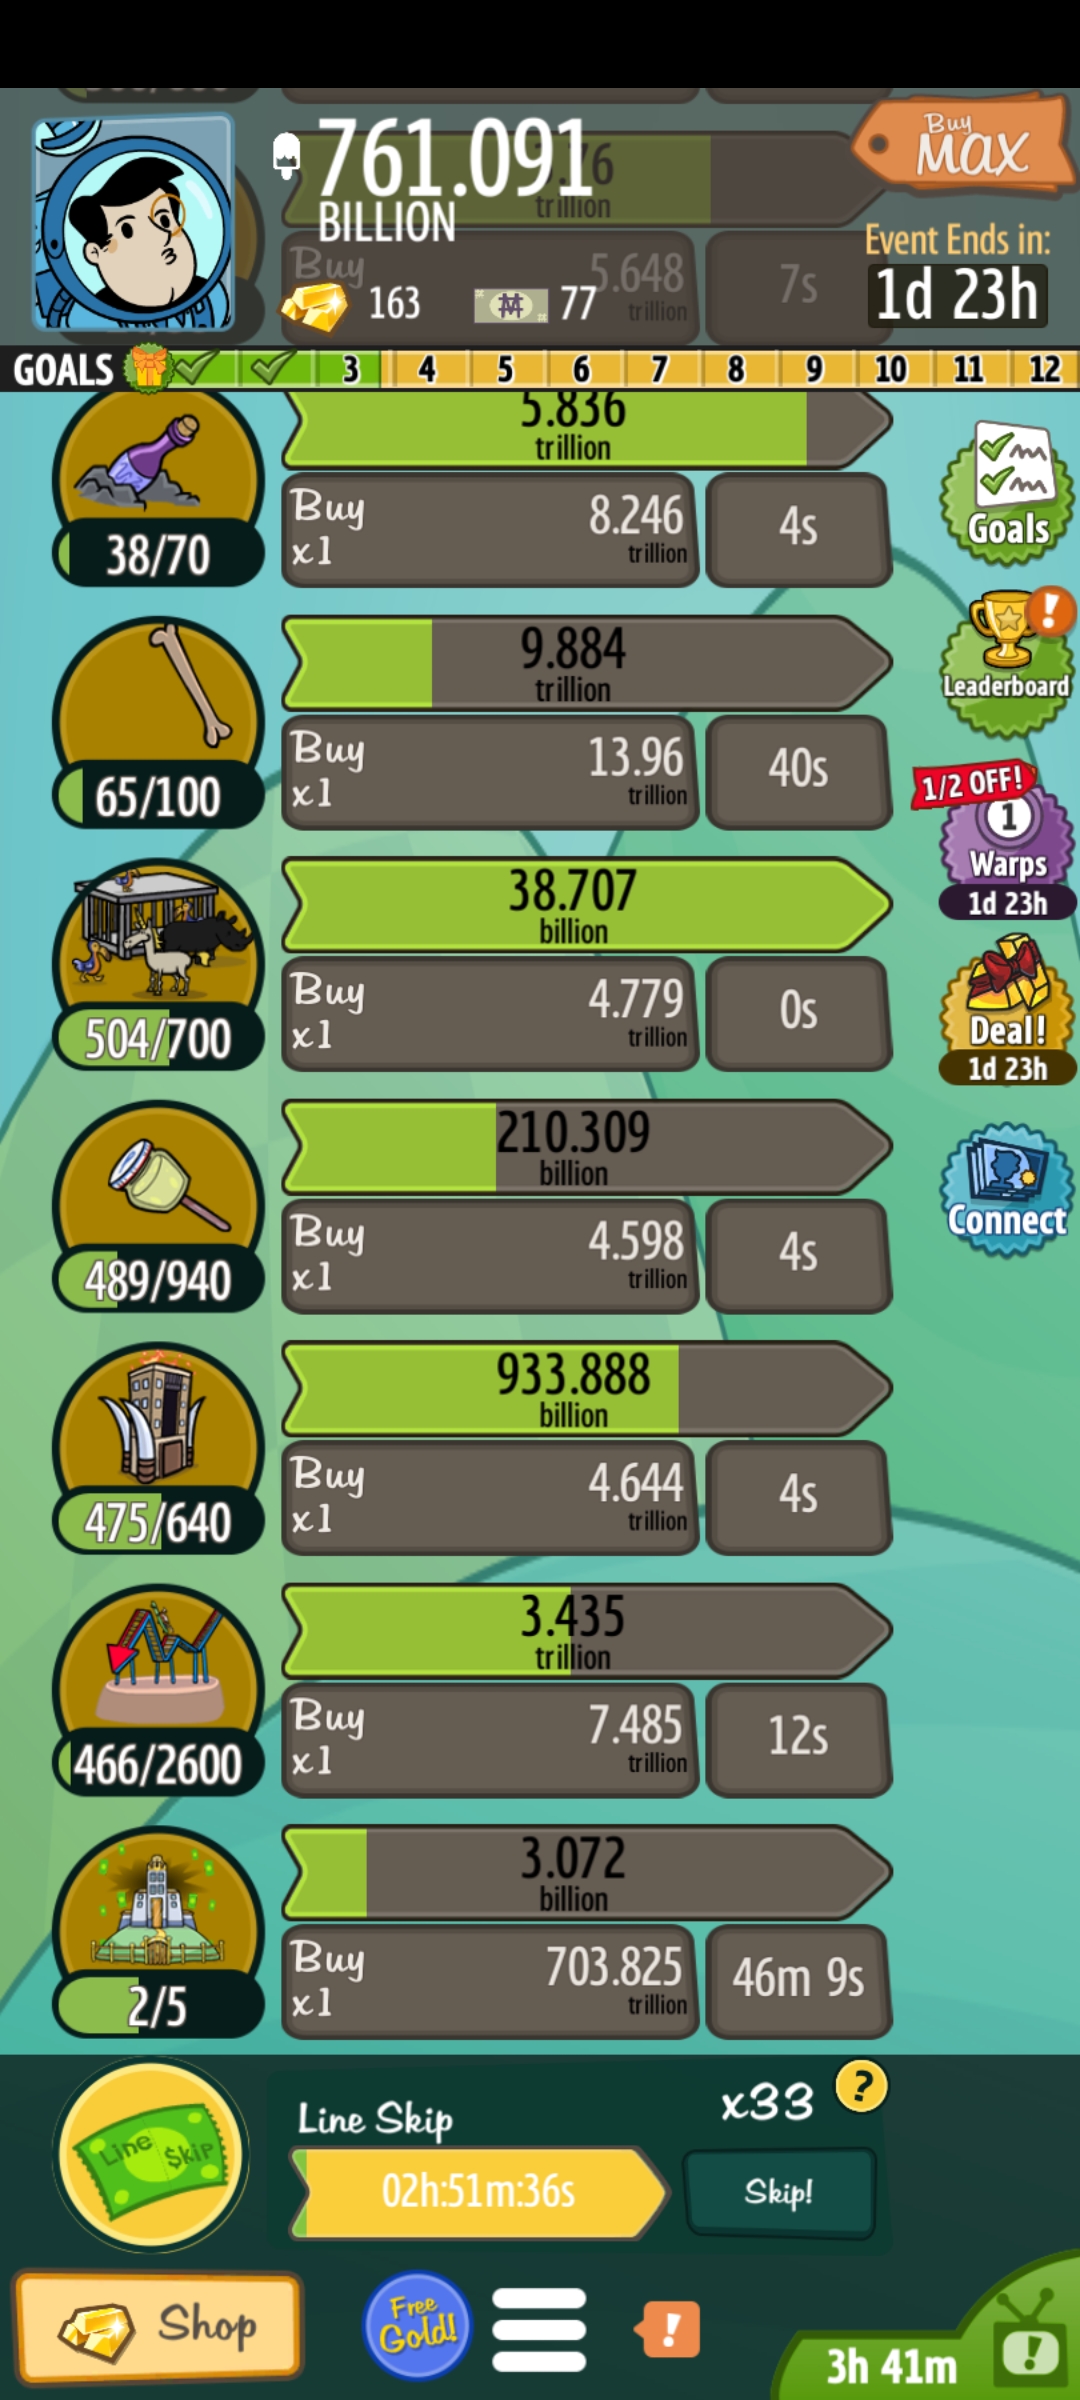 761.091
BILLION
Buy
MAX
3.76
trillion
Event Ends in:
1d 23h
163
77
Buy
5.648
trillion
7s
GOALS
3 4 5 6 7 8 9 10 11 12
5.836
trillion
38/70
Buy
x1
8.246
trillion
4s
Goals
9.884
trillion
65/100
Buy
x1
13.96
trillion
40s
Leaderboard
1/2 OFF!
1
Warps
1d 23h
38.707
billion
504/700
Buy
x1
4.779
trillion
0s
Deal!
1d 23h
210.309
billion
489/940
Buy
x1
4.598
trillion
4s
Connect
933.888
billion
475/640
Buy
x1
4.644
trillion
4s
3.435
trillion
466/2600
Buy
x1
7.485
trillion
12s
3.072
billion
2/5
Buy
x1
703.825
trillion
46m 9s
Line $kip
Line Skip
x33
?
02h:51m:36s
Skip!
Shop
Free
Gold!
!
3h 41m
!